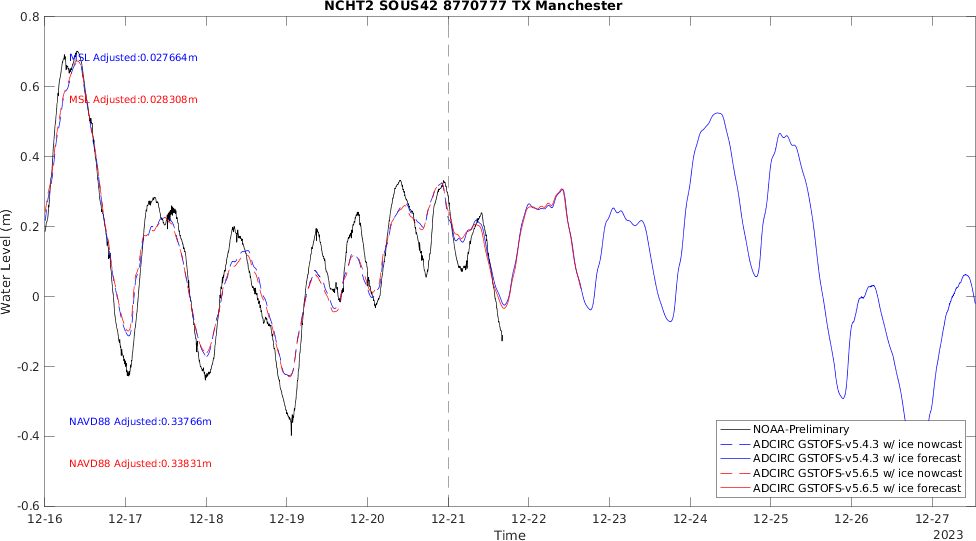 NCHT2 SOUS42 8770777 TX Manchester
0.8
MSL Adjusted:0.027664m
0.6
MSL Adjusted:0.028308m
0.4
0.2
Water Level (m)
0
-0.2
NAVD88 Adjusted:0.33766m
-0.4
NAVD88 Adjusted:0.33831m
-0.6
NOAA-Preliminary
ADCIRC GSTOFS-v5.4.3 w/ ice nowcast
ADCIRC GSTOFS-v5.4.3 w/ ice forecast
ADCIRC GSTOFS-v5.6.5 w/ ice nowcast
ADCIRC GSTOFS-v5.6.5 w/ ice forecast
12-16 12-17 12-18 12-19 12-20 12-21 12-22 12-23 12-24 12-25 12-26 12-27
Time
2023